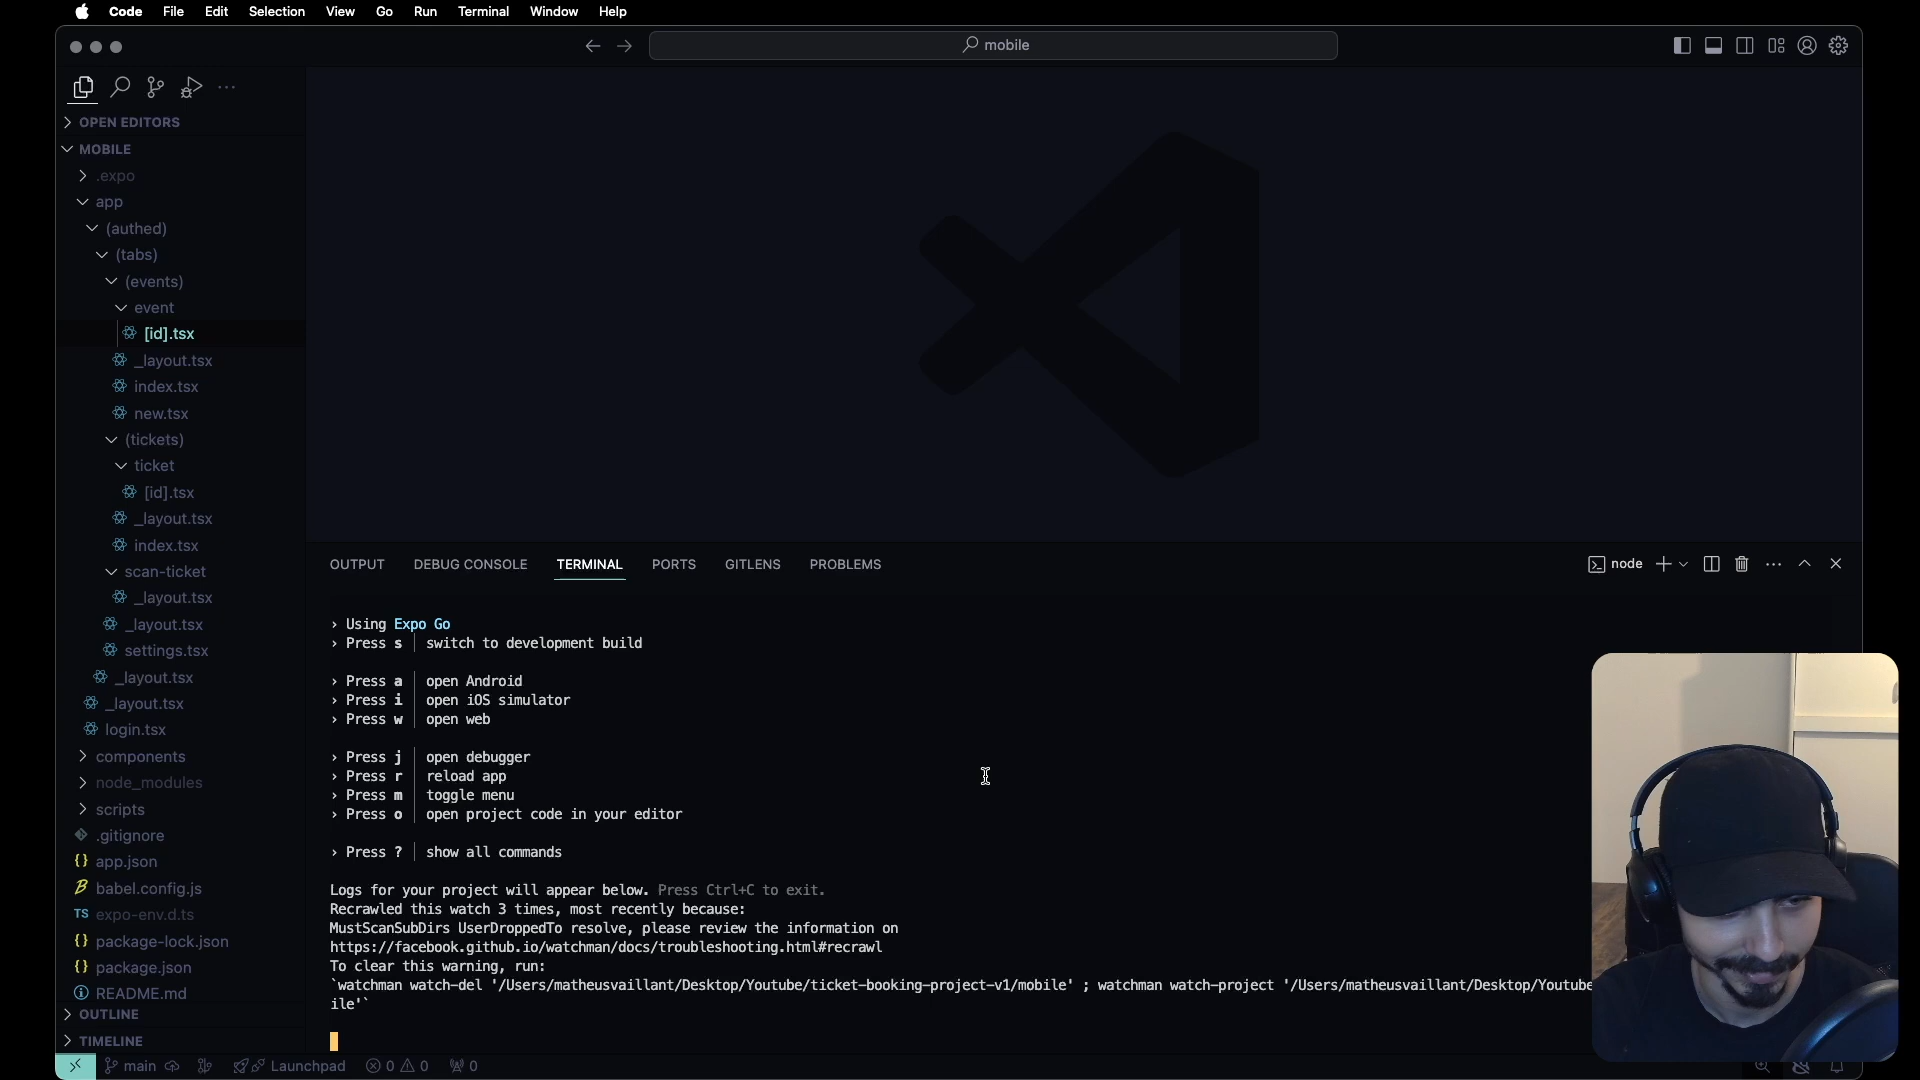 Code File Edit Selection View Go Run Terminal Window Help
mobile
OPEN EDITORS
MOBILE
.expo
app
(authed)
(tabs)
(events)
event
[id].tsx
_layout.tsx
index.tsx
new.tsx
(tickets)
ticket
[id].tsx
_layout.tsx
index.tsx
scan-ticket
_layout.tsx
_layout.tsx
settings.tsx
_layout.tsx
_layout.tsx
login.tsx
components
node_modules
scripts
.gitignore
{} app.json
babel.config.js
TS expo-env.d.ts
{} package-lock.json
{} package.json
README.md
OUTLINE
TIMELINE
OUTPUT DEBUG CONSOLE TERMINAL PORTS GITLENS PROBLEMS
node
› Using Expo Go
› Press s │ switch to development build
› Press a │ open Android
› Press i │ open iOS simulator
› Press w │ open web
› Press j │ open debugger
› Press r │ reload app
› Press m │ toggle menu
› Press o │ open project code in your editor
› Press ? │ show all commands
Logs for your project will appear below. Press Ctrl+C to exit.
Recrawled this watch 3 times, most recently because:
MustScanSubDirs UserDroppedTo resolve, please review the information on
https://facebook.github.io/watchman/docs/troubleshooting.html#recrawl
To clear this warning, run:
`watchman watch-del '/Users/matheusvaillant/Desktop/Youtube/ticket-booking-project-v1/mobile' ; watchman watch-project '/Users/matheusvaillant/Desktop/Youtube
ile'`
main Launchpad 0 0 0